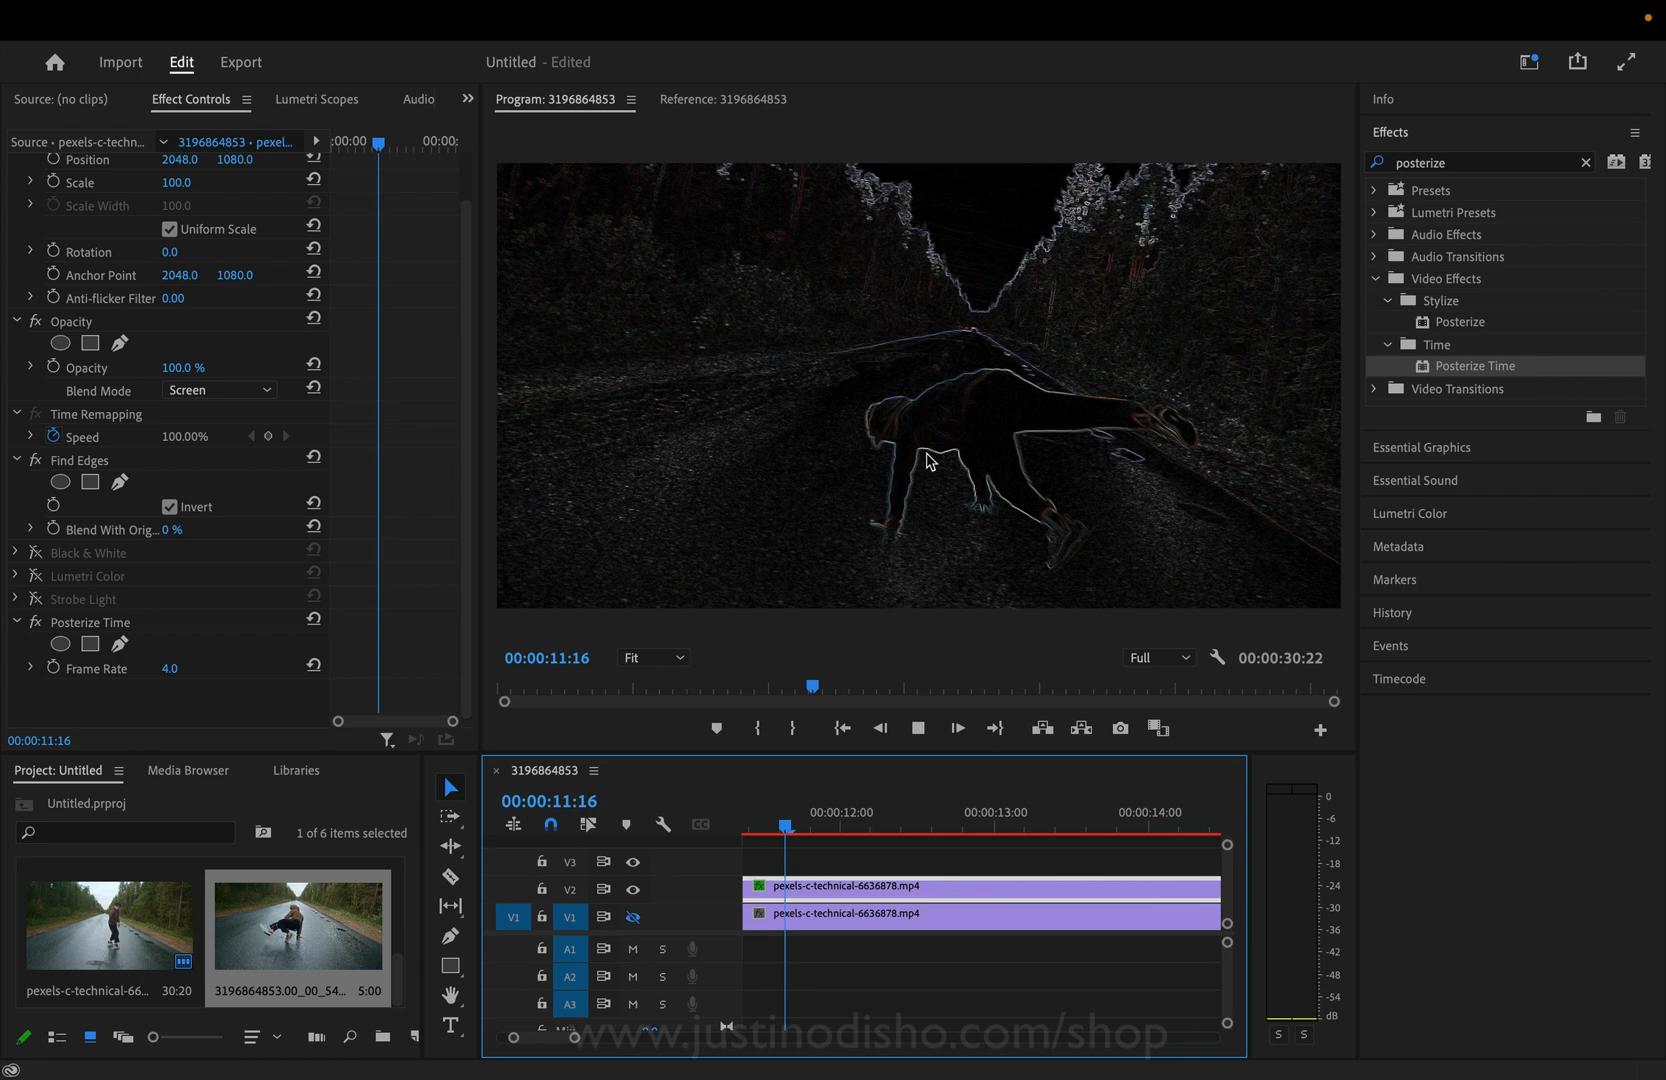 Import Edit Export Untitled - Edited
Source: (no clips) Effect Controls Lumetri Scopes Audio
Source • pexels-c-techn... 3196864853 • pexel... :00:00 00:00:
Position 2048.0 1080.0
Scale 100.0
Scale Width 100.0
Uniform Scale
Rotation 0.0
Anchor Point 2048.0 1080.0
Anti-flicker Filter 0.00
fx Opacity
Opacity 100.0 %
Blend Mode Screen
fx Time Remapping
Speed 100.00%
fx Find Edges
Invert
Blend With Orig... 0 %
fx Black & White
fx Lumetri Color
fx Strobe Light
fx Posterize Time
Frame Rate 4.0
00:00:11:16
Program: 3196864853 Reference: 3196864853
00:00:11:16 Fit Full 00:00:30:22
Info
Effects
posterize
Presets
Lumetri Presets
Audio Effects
Audio Transitions
Video Effects
Stylize
Posterize
Time
Posterize Time
Video Transitions
Essential Graphics
Essential Sound
Lumetri Color
Metadata
Markers
History
Events
Timecode
Project: Untitled Media Browser Libraries
Untitled.prproj
1 of 6 items selected
pexels-c-technical-66... 30:20
3196864853.00_00_54... 5:00
T
3196864853
00:00:11:16
00:00:12:00 00:00:13:00 00:00:14:00
CC
V3
V2 fx pexels-c-technical-6636878.mp4
V1 V1 fx pexels-c-technical-6636878.mp4
A1 M S
A2 M S
A3 M S
0
-6
-12
-18
-24
-30
-36
-42
-48
-54
dB
S S
www.justinodisho.com/shop